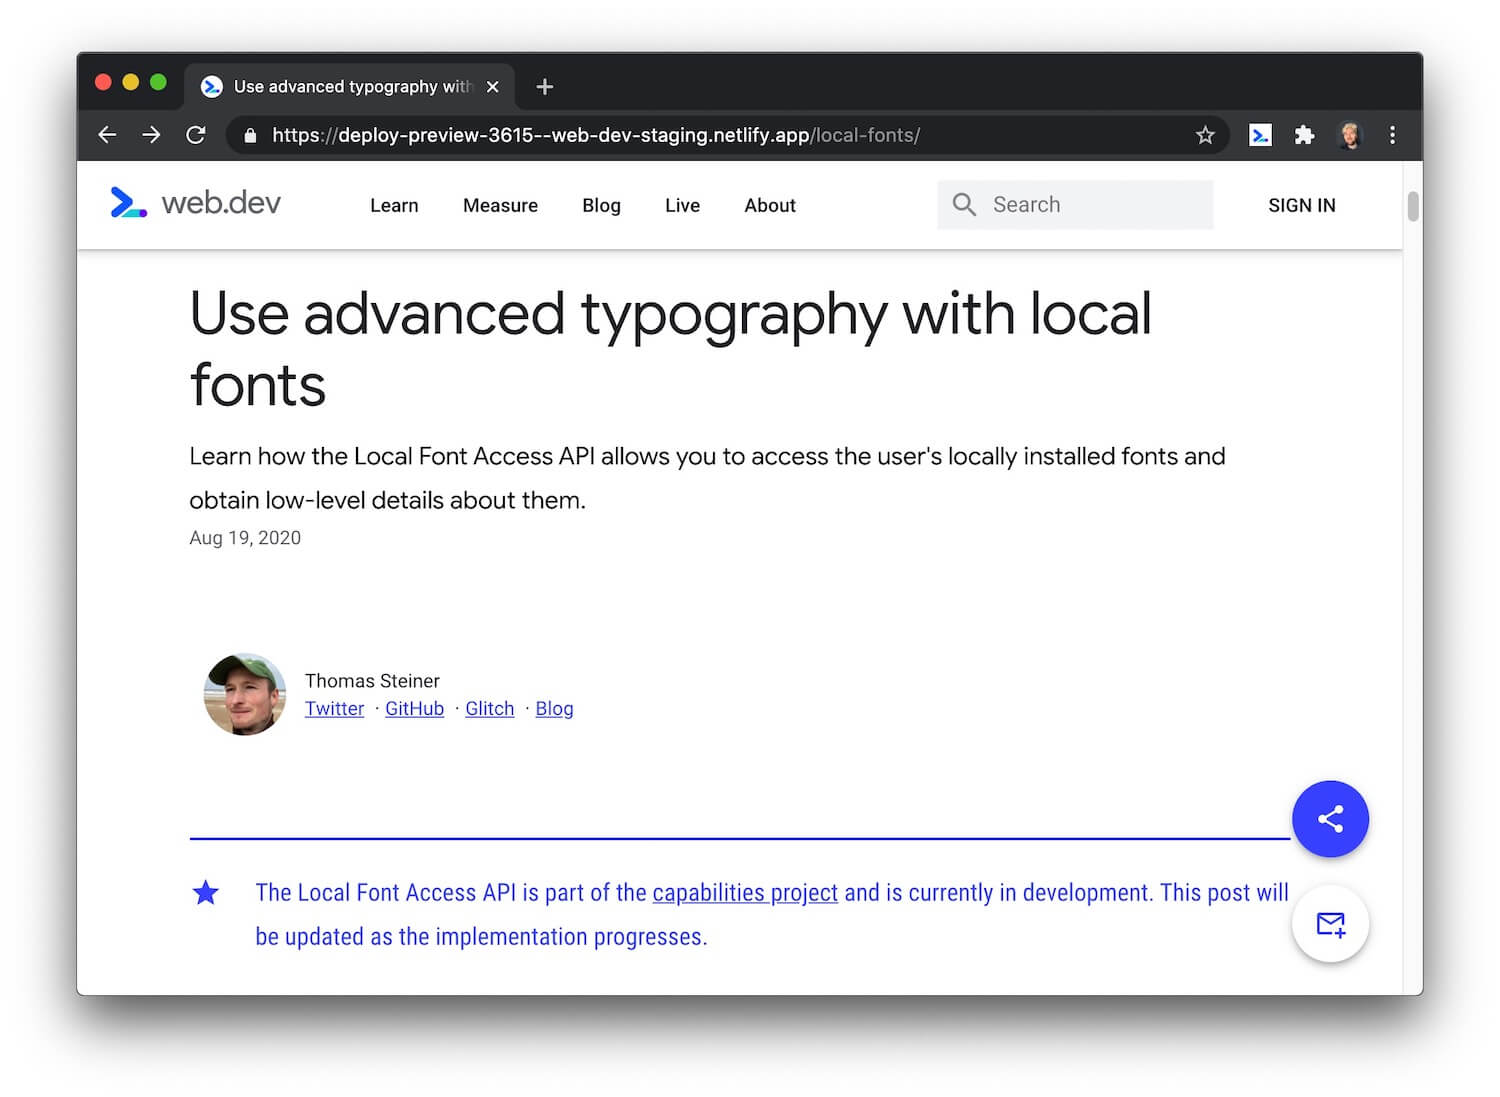 Use advanced typography with
https://deploy-preview-3615--web-dev-staging.netlify.app/local-fonts/
web.dev Learn Measure Blog Live About Search SIGN IN
Use advanced typography with local
fonts
Learn how the Local Font Access API allows you to access the user's locally installed fonts and
obtain low-level details about them.
Aug 19, 2020
Thomas Steiner
Twitter · GitHub · Glitch · Blog
The Local Font Access API is part of the capabilities project and is currently in development. This post will
be updated as the implementation progresses.